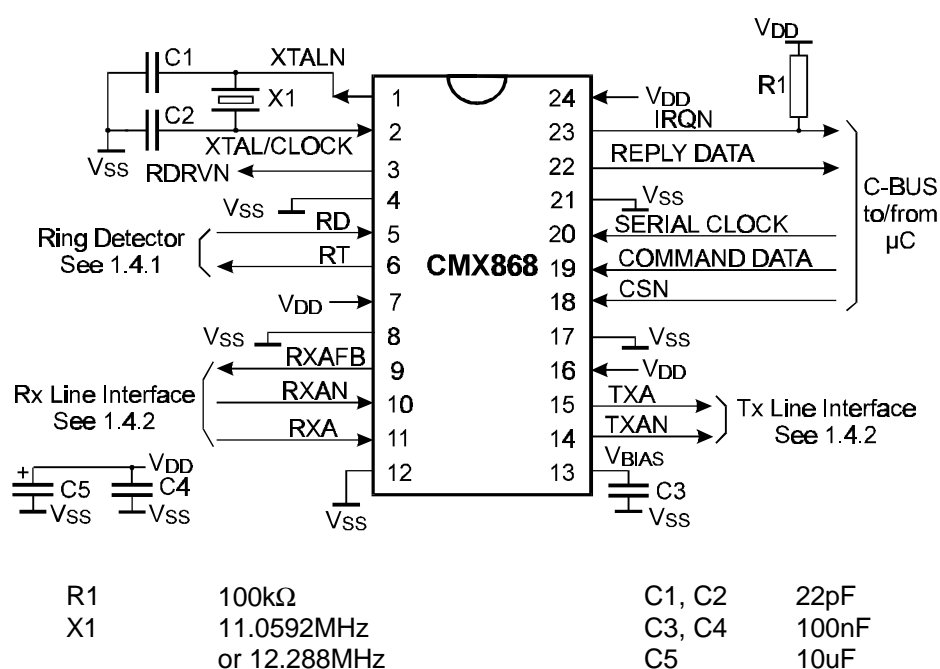 C1
XTALN
X1
C2
XTAL/CLOCK
VSS
RDRVN
VSS
Ring Detector
See 1.4.1
RD
RT
VDD
VSS
Rx Line Interface
See 1.4.2
RXAFB
RXAN
RXA
+
VDD
C5
C4
VSS
VSS
VSS
1
2
3
4
5
6
7
8
9
10
11
12
CMX868
24
23
22
21
20
19
18
17
16
15
14
13
VDD
R1
VDD
IRQN
REPLY DATA
VSS
SERIAL CLOCK
COMMAND DATA
CSN
C-BUS
to/from
µC
VSS
VDD
TXA
TXAN
Tx Line Interface
See 1.4.2
VBIAS
C3
VSS
R1 100kΩ C1, C2 22pF
X1 11.0592MHz C3, C4 100nF
or 12.288MHz C5 10uF